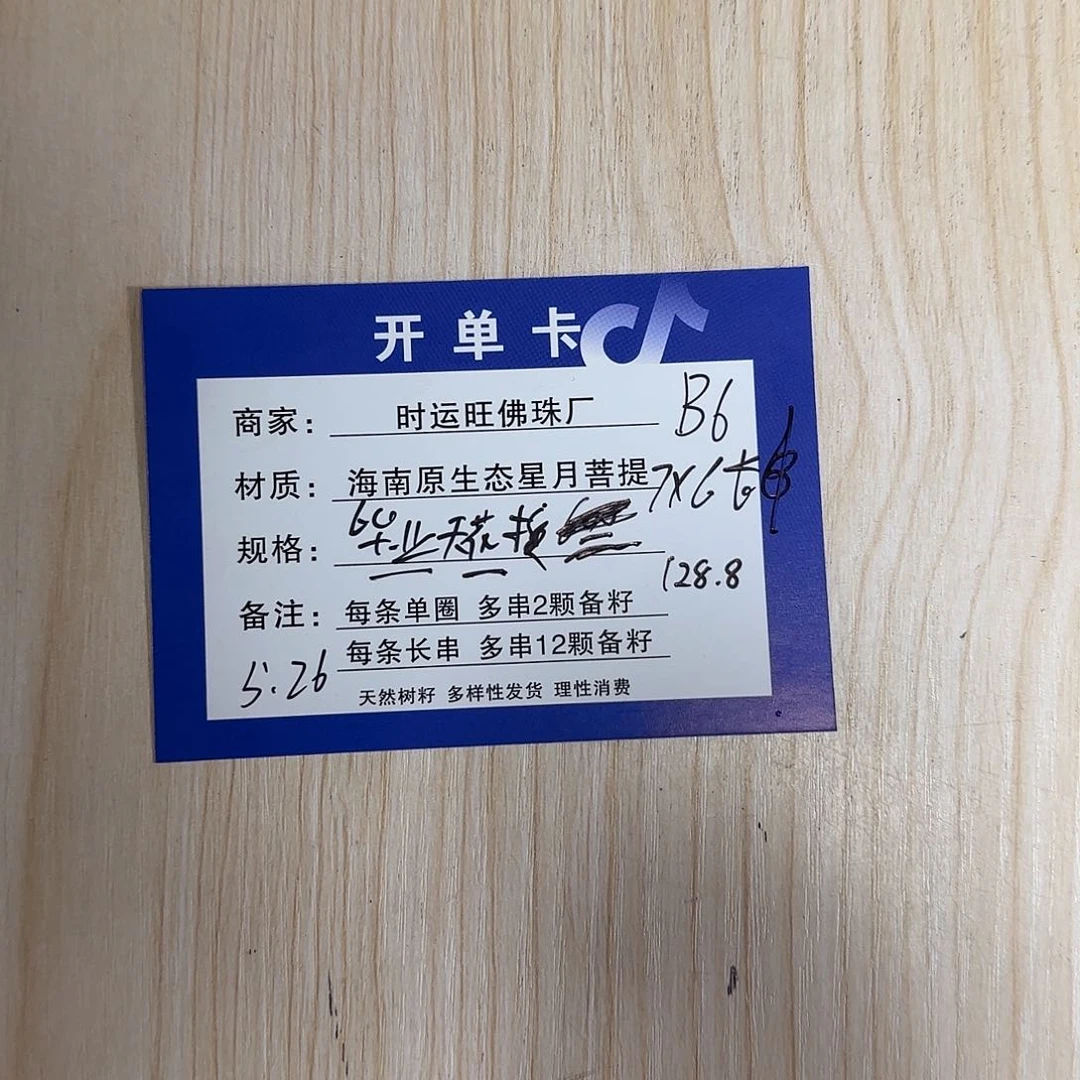 开单卡
商家: 时运旺佛珠厂 B6
材质: 海南原生态星月菩提 7X6
规格:
128.8
备注: 每条单圈 多串2颗备籽
每条长串 多串12颗备籽
5.26
天然树籽 多样性发货 理性消费